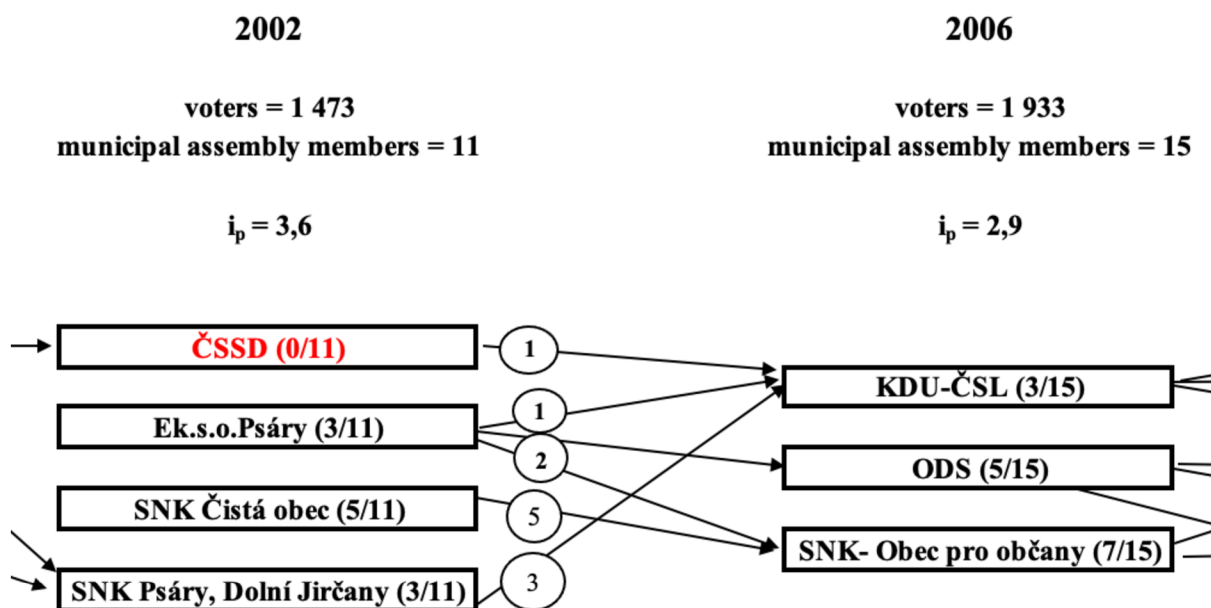 2002
voters = 1 473
municipal assembly members = 11
ip = 3,6
ČSSD (0/11)
Ek.s.o.Psáry (3/11)
SNK Čistá obec (5/11)
SNK Psáry, Dolní Jirčany (3/11)
1
1
2
5
3
2006
voters = 1 933
municipal assembly members = 15
ip = 2,9
KDU-ČSL (3/15)
ODS (5/15)
SNK- Obec pro občany (7/15)